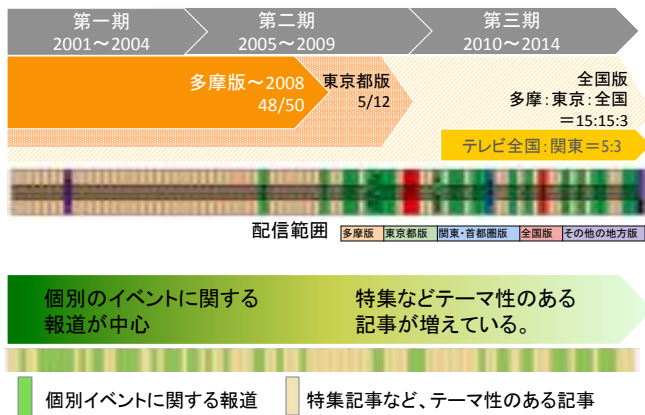 第一期
2001～2004
第二期
2005～2009
第三期
2010～2014
多摩版～2008
48/50
東京都版
5/12
全国版
多摩：東京：全国
＝15:15:3
テレビ全国：関東＝5:3
配信範囲
多摩版
東京都版
関東・首都圏版
全国版
その他の地方版
個別のイベントに関する
報道が中心
特集などテーマ性のある
記事が増えている。
個別イベントに関する報道
特集記事など、テーマ性のある記事